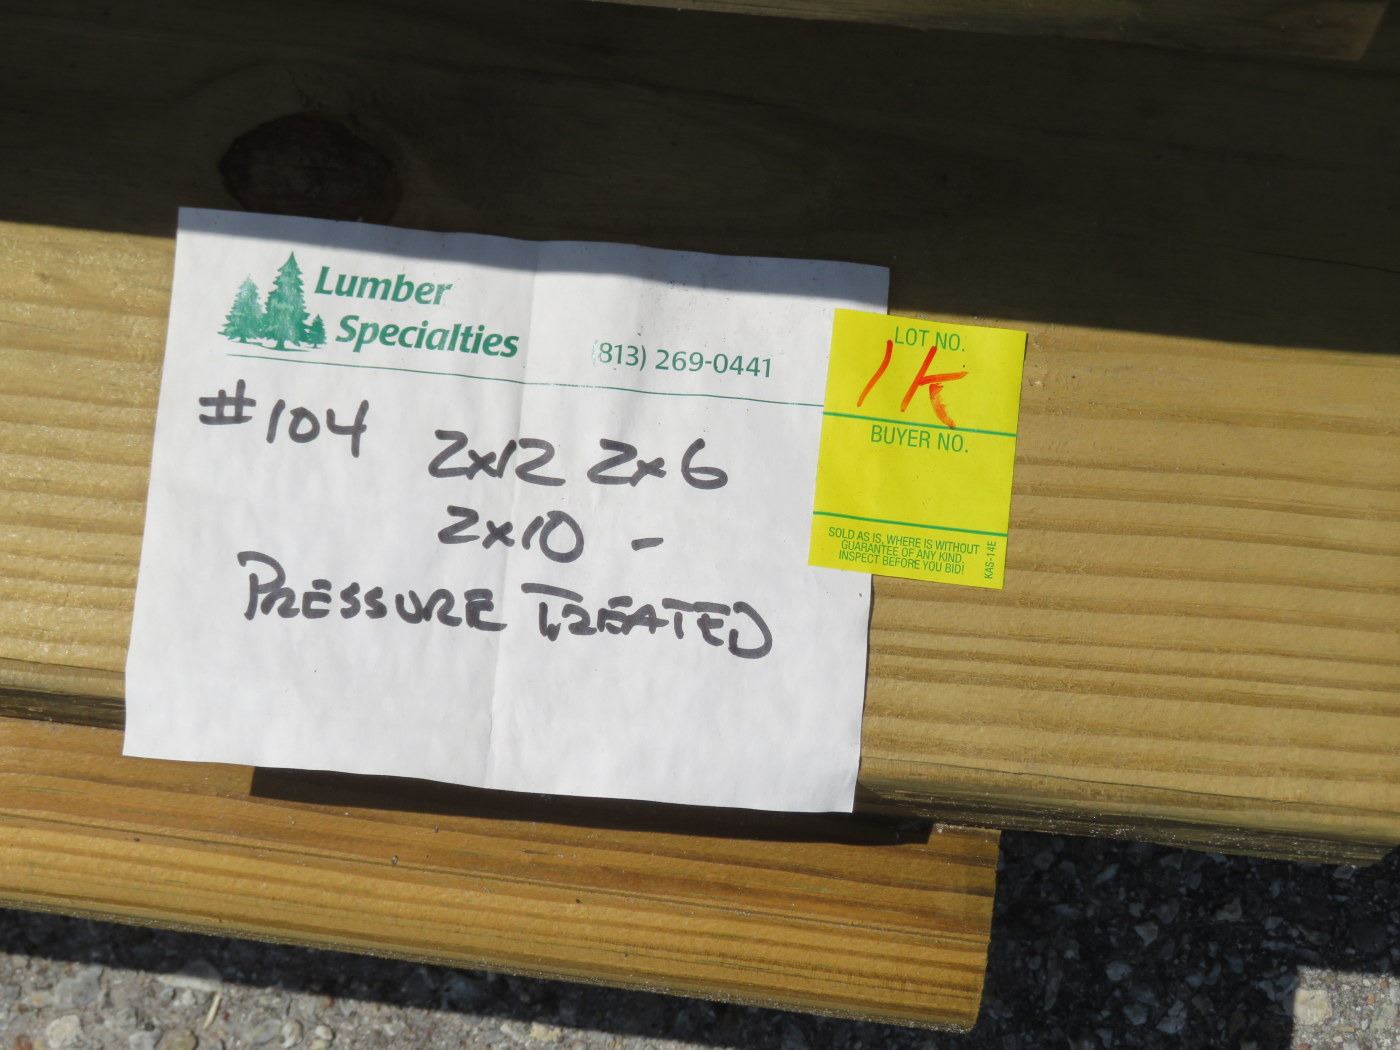 Lumber
Specialties
(813) 269-0441
#104
2x12 2x6
2x10 -
PRESSURE TREATED
LOT NO.
1K
BUYER NO.
SOLD AS IS, WHERE IS WITHOUT
GUARANTEE OF ANY KIND.
INSPECT BEFORE YOU BID!
KAS-14E